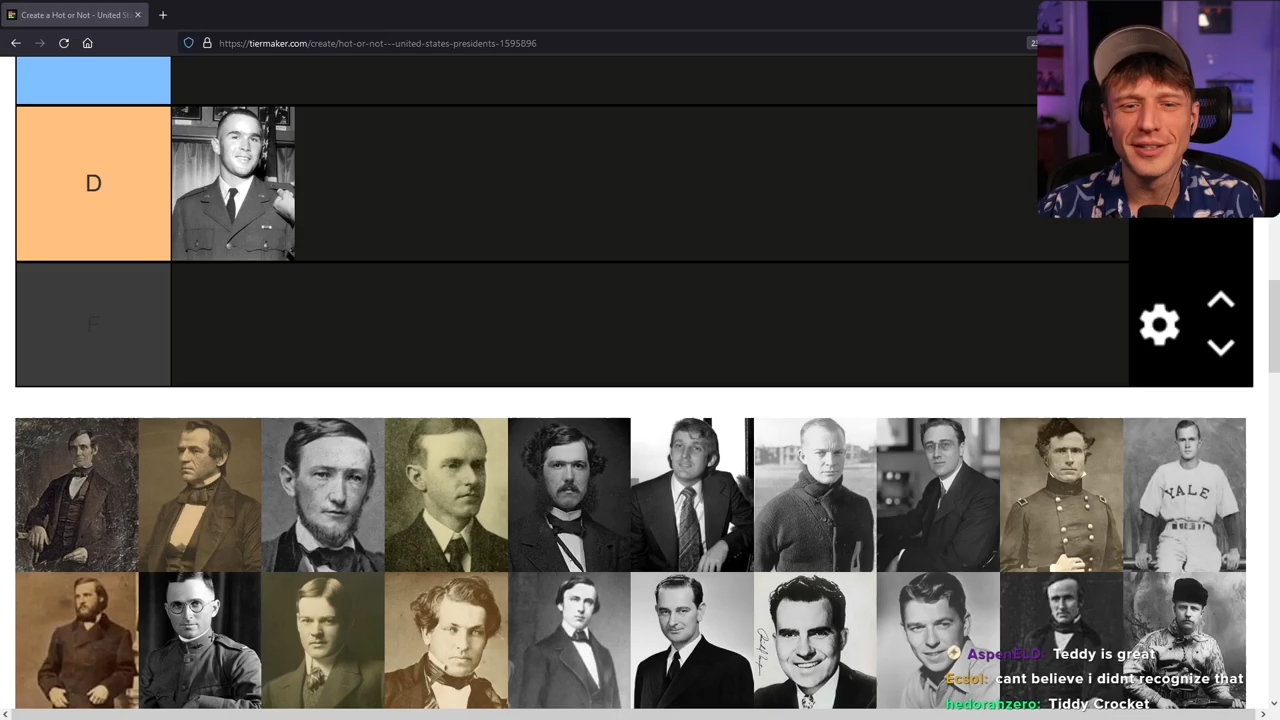 Create a Hot or Not - United St
https://tiermaker.com/create/hot-or-not---united-states-presidents-1595896
D
F
YALE
AspenELD: Teddy is great
Ecsol: cant believe i didnt recognize that
hedorahzero: Tiddy Crocket